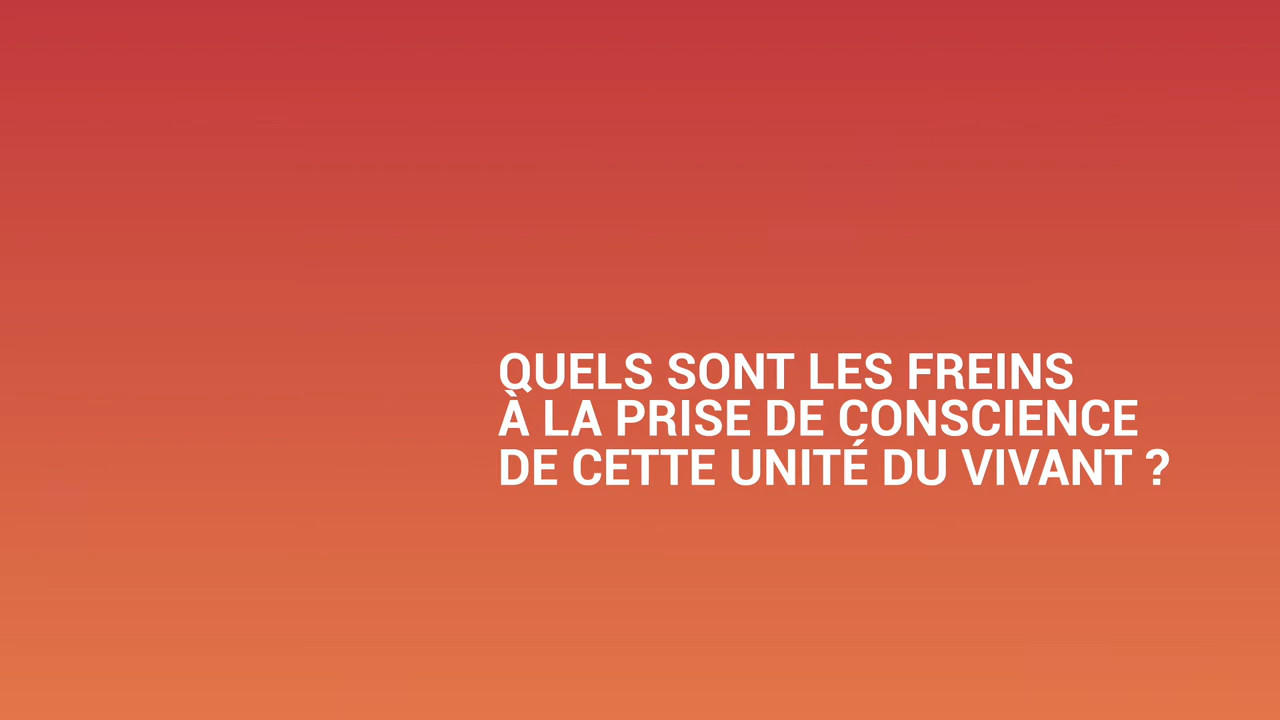 QUELS SONT LES FREINS
À LA PRISE DE CONSCIENCE
DE CETTE UNITÉ DU VIVANT ?